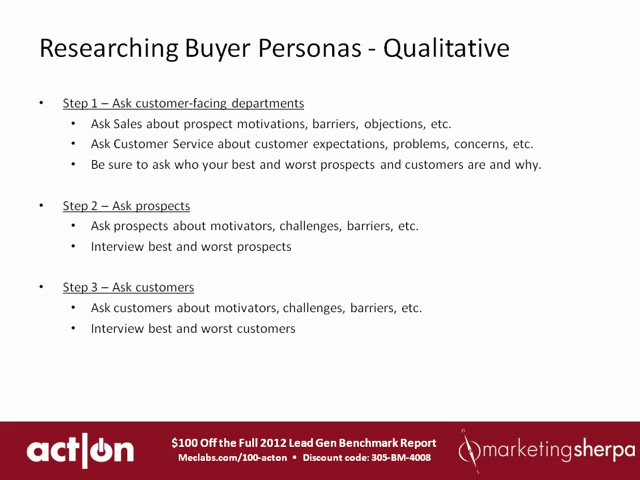 Researching Buyer Personas - Qualitative
• Step 1 – Ask customer-facing departments
• Ask Sales about prospect motivations, barriers, objections, etc.
• Ask Customer Service about customer expectations, problems, concerns, etc.
• Be sure to ask who your best and worst prospects and customers are and why.
• Step 2 – Ask prospects
• Ask prospects about motivators, challenges, barriers, etc.
• Interview best and worst prospects
• Step 3 – Ask customers
• Ask customers about motivators, challenges, barriers, etc.
• Interview best and worst customers
act|on
$100 Off the Full 2012 Lead Gen Benchmark Report
Meclabs.com/100-acton ▪ Discount code: 305-BM-4008
marketingsherpa